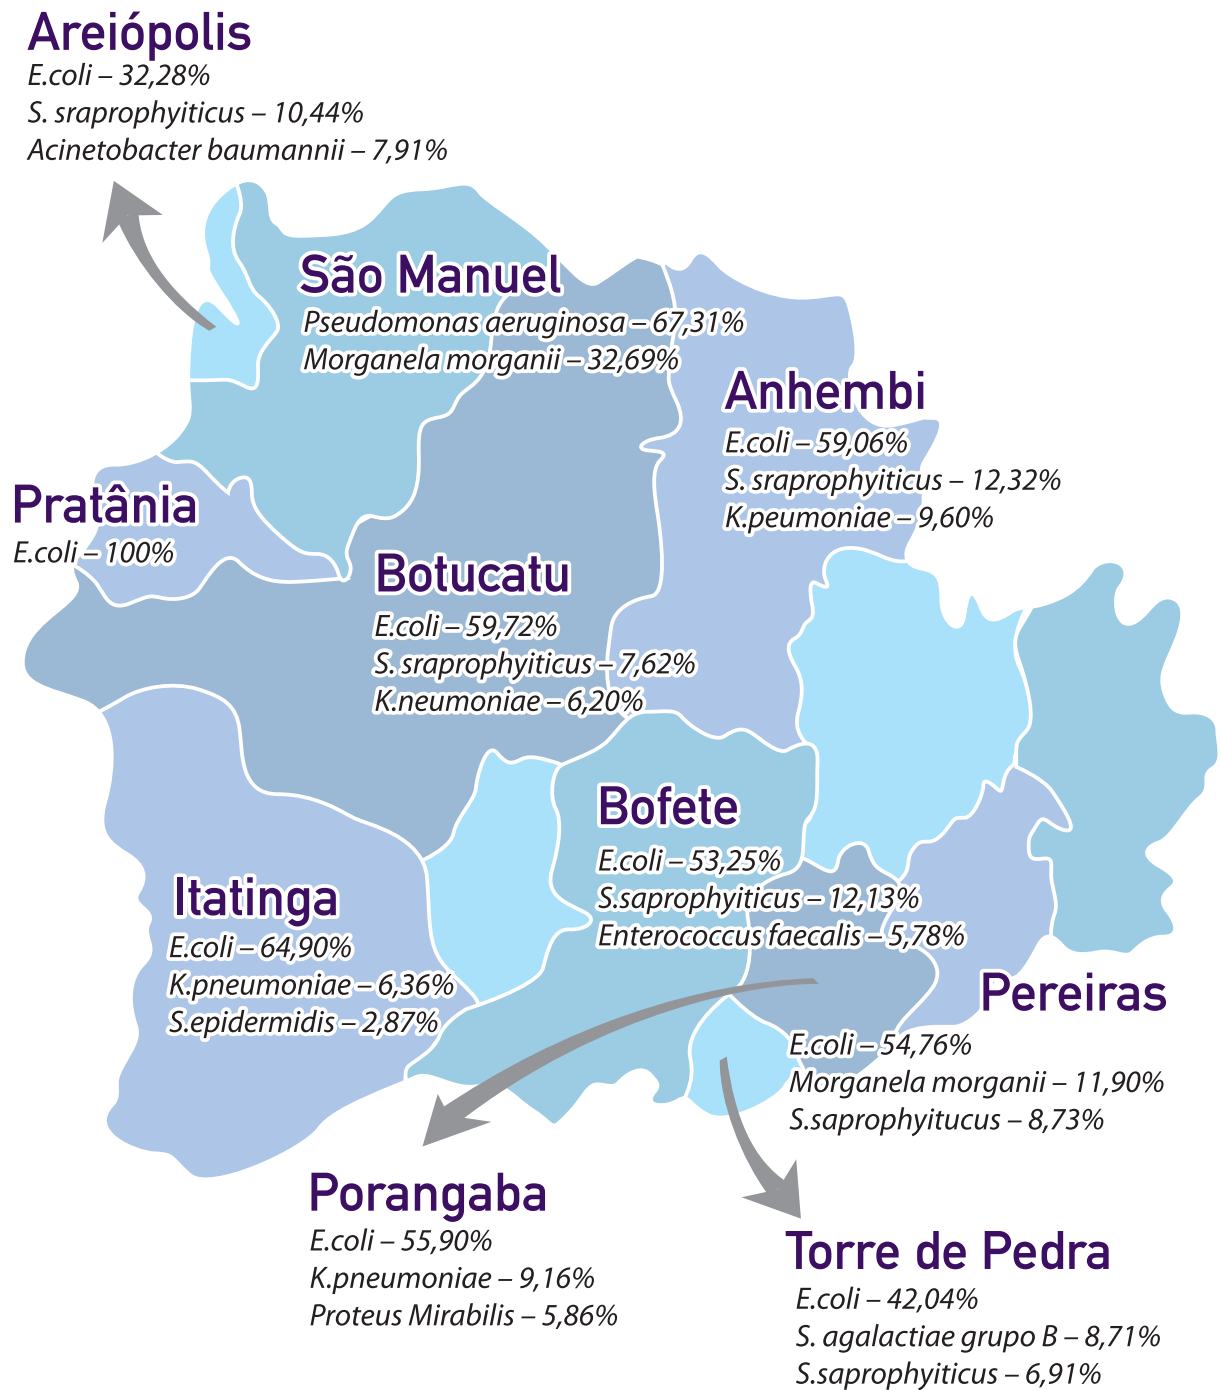 Areiópolis
E.coli – 32,28%
S. sraprophyiticus – 10,44%
Acinetobacter baumannii – 7,91%
São Manuel
Pseudomonas aeruginosa – 67,31%
Morganela morganii – 32,69%
Anhembi
E.coli – 59,06%
S. sraprophyiticus – 12,32%
K.peumoniae – 9,60%
Pratânia
E.coli – 100%
Botucatu
E.coli – 59,72%
S. sraprophyiticus – 7,62%
K.neumoniae – 6,20%
Bofete
E.coli – 53,25%
S.saprophyiticus – 12,13%
Enterococcus faecalis – 5,78%
Itatinga
E.coli – 64,90%
K.pneumoniae – 6,36%
S.epidermidis – 2,87%
Pereiras
E.coli – 54,76%
Morganela morganii – 11,90%
S.saprophyitucus – 8,73%
Porangaba
E.coli – 55,90%
K.pneumoniae – 9,16%
Proteus Mirabilis – 5,86%
Torre de Pedra
E.coli – 42,04%
S. agalactiae grupo B – 8,71%
S.saprophyiticus – 6,91%